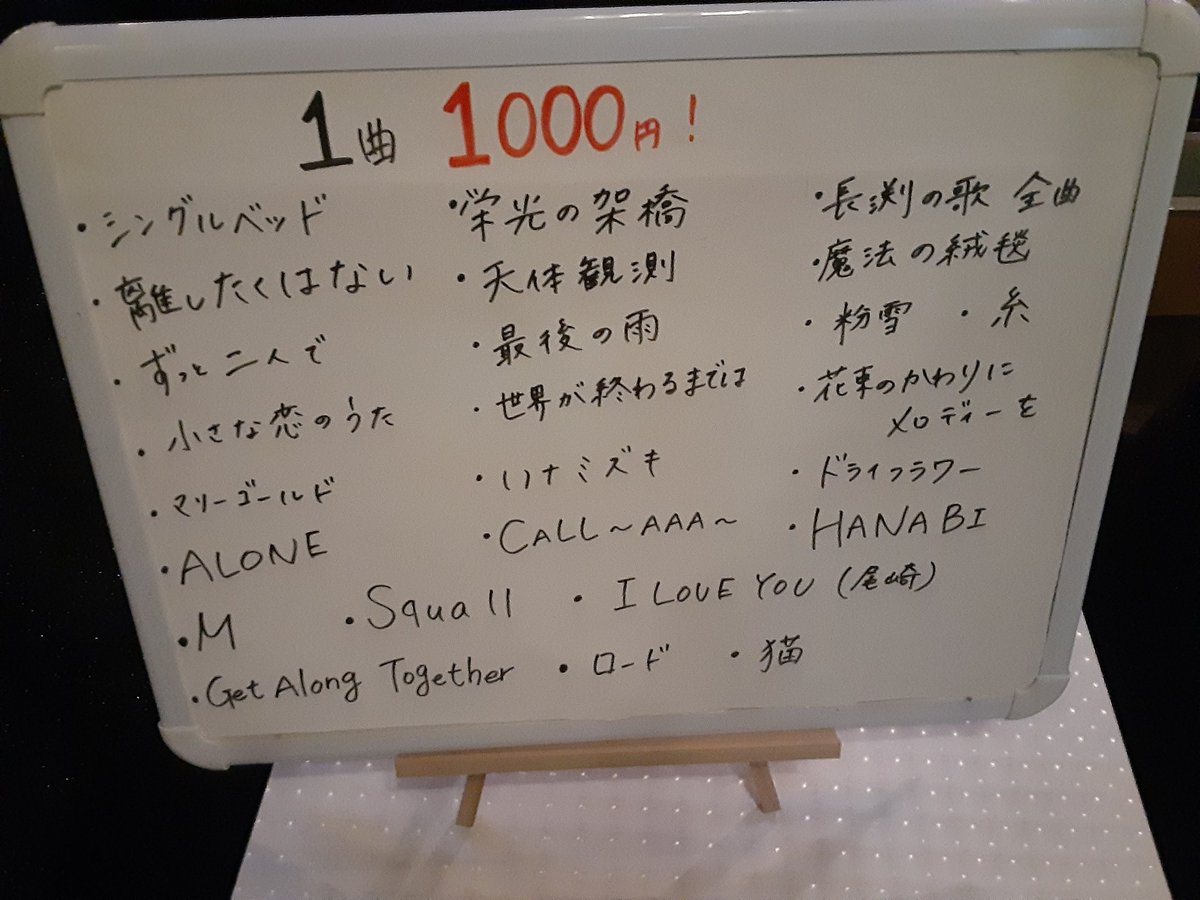 1曲 1000円!
・シングルベッド ・栄光の架橋 ・長渕の歌 全曲
・離したくはない ・天体観測 ・魔法の絨毯
・ずっと二人で ・最後の雨 ・粉雪 ・糸
・小さな恋のうた ・世界が終わるまでは ・花束のかわりに
メロディーを
・マリーゴールド ・ハナミズキ ・ドライフラワー
・ALONE ・CALL~AAA~ ・HANABI
・M ・Squall ・I LOVE YOU (尾崎)
・Get Along Together ・ロード ・猫